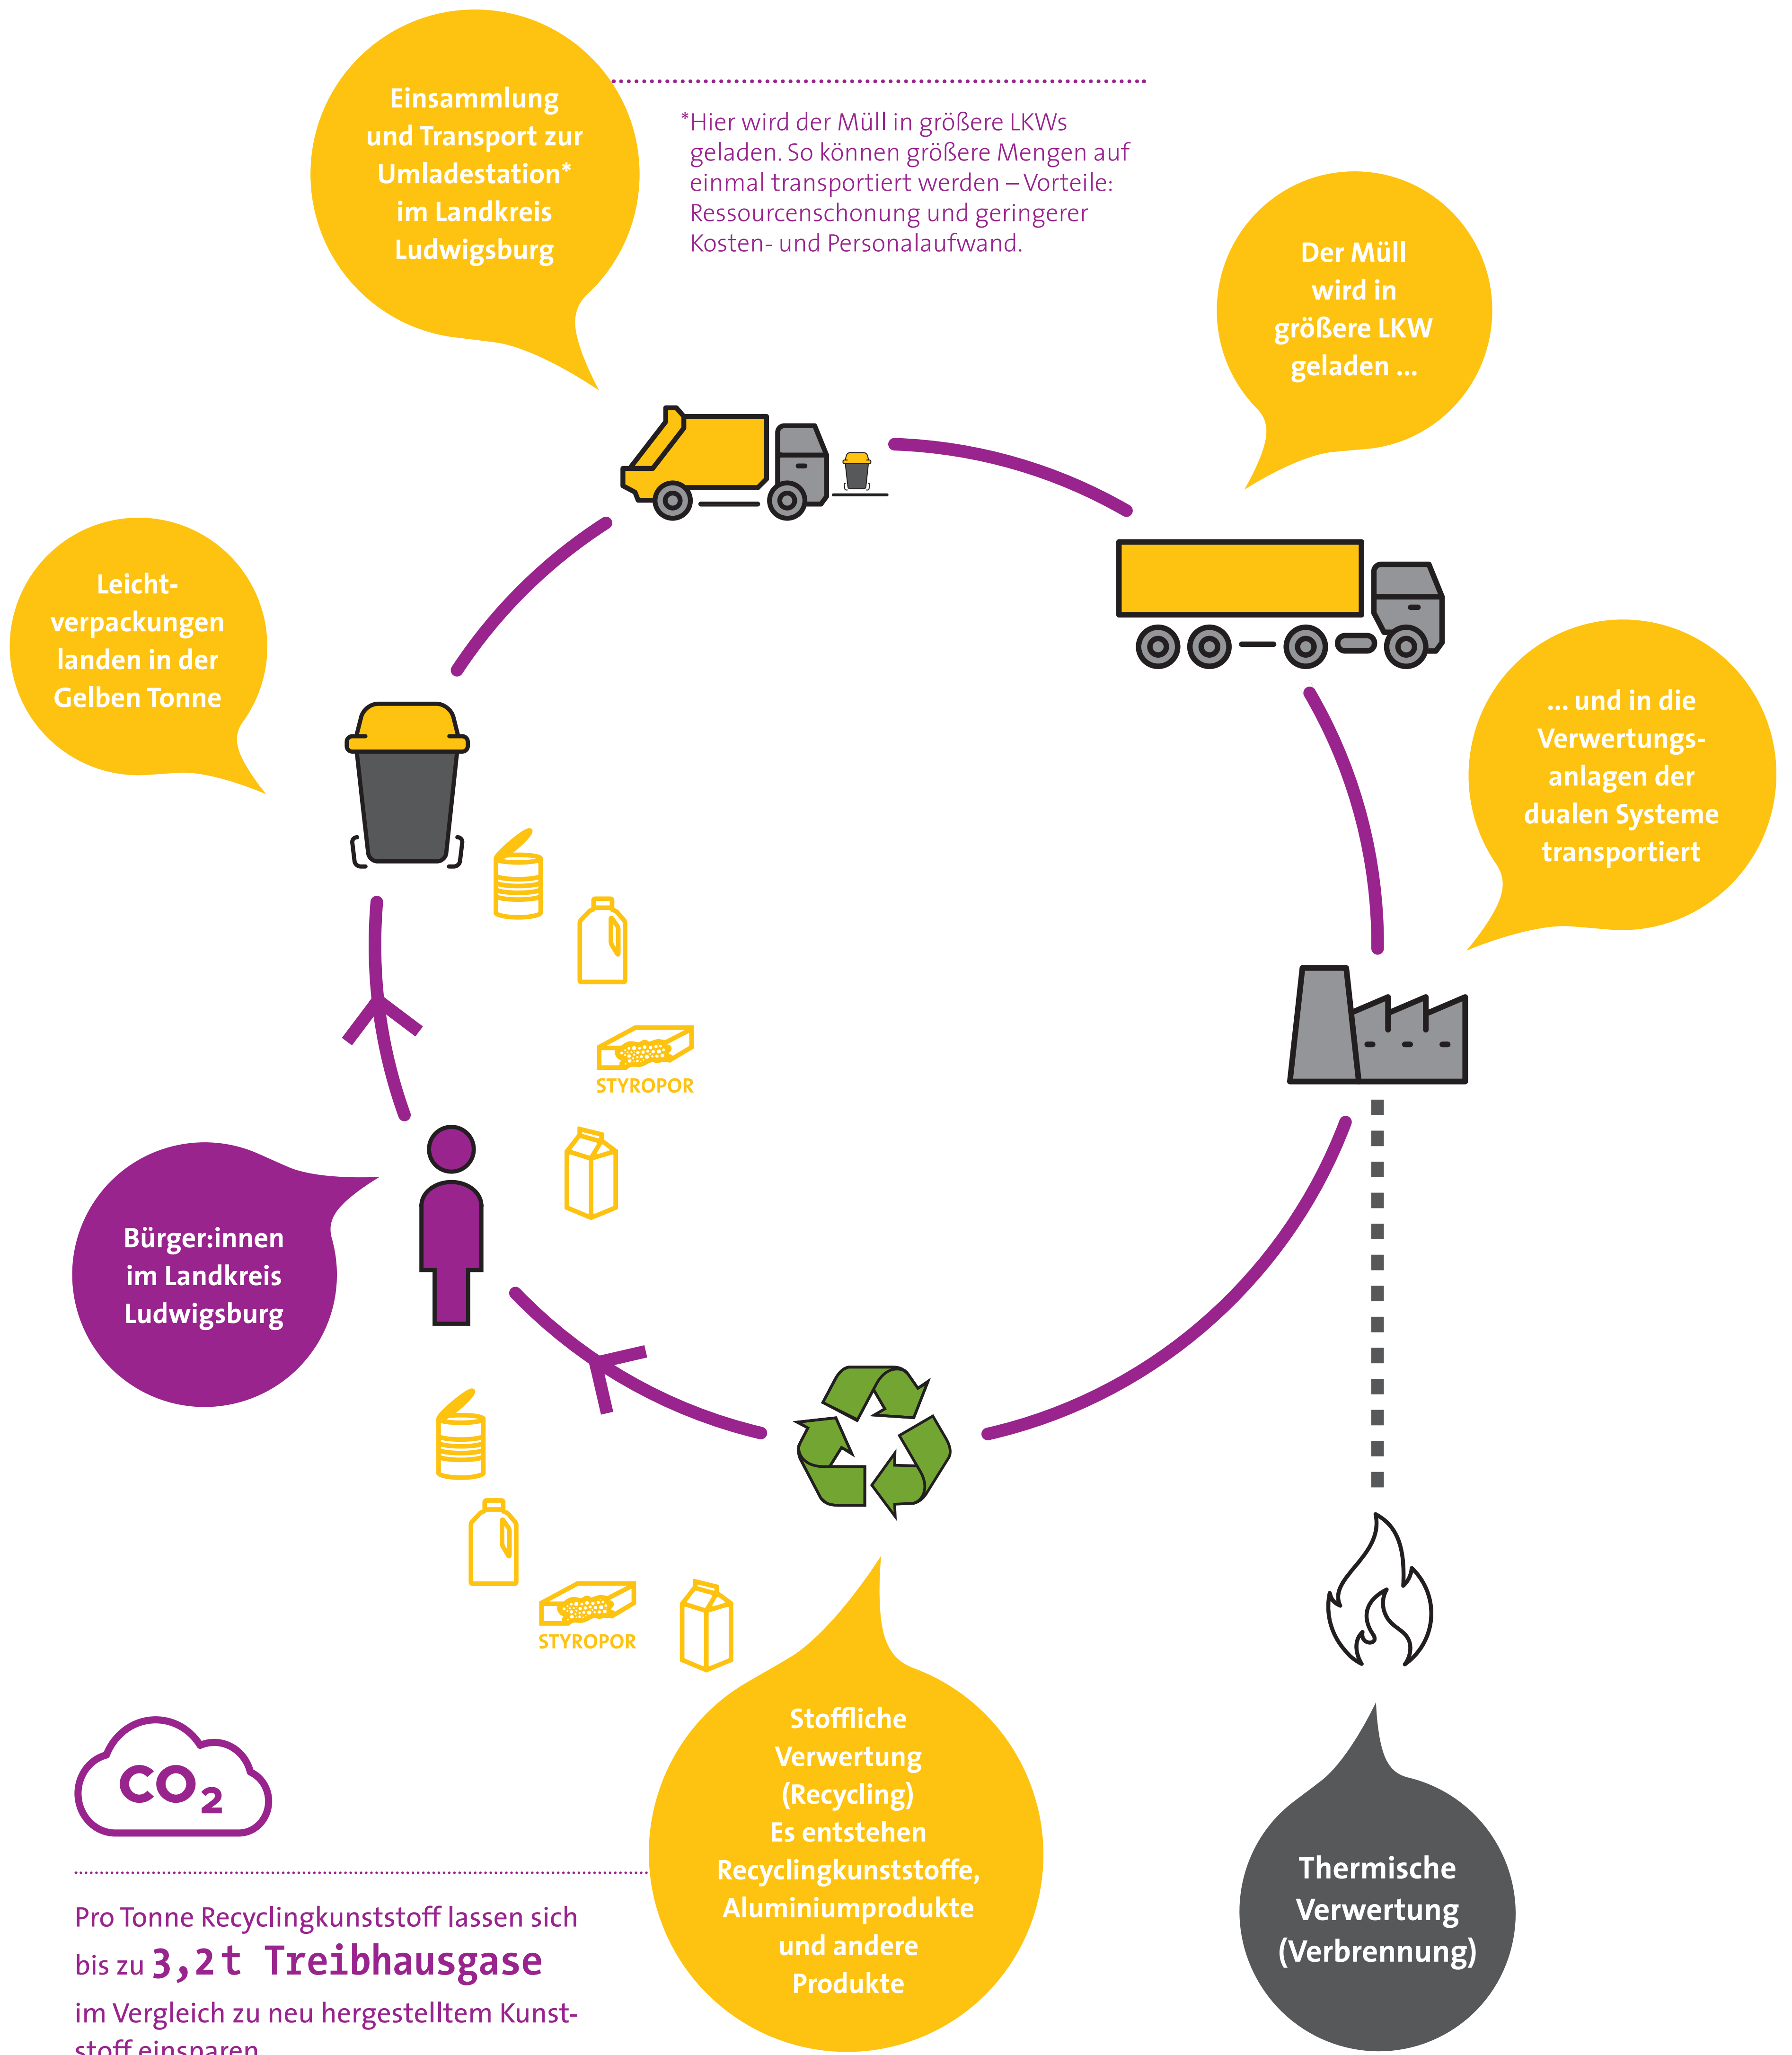 Einsammlung
und Transport zur
Umladestation*
im Landkreis
Ludwigsburg
*Hier wird der Müll in größere LKWs
geladen. So können größere Mengen auf
einmal transportiert werden – Vorteile:
Ressourcenschonung und geringerer
Kosten- und Personalaufwand.
Der Müll
wird in
größere LKW
geladen ...
Leicht-
verpackungen
landen in der
Gelben Tonne
... und in die
Verwertungs-
anlagen der
dualen Systeme
transportiert
STYROPOR
Bürger:innen
im Landkreis
Ludwigsburg
STYROPOR
Stoffliche
Verwertung
(Recycling)
Es entstehen
Recyclingkunststoffe,
Aluminiumprodukte
und andere
Produkte
Thermische
Verwertung
(Verbrennung)
CO2
Pro Tonne Recyclingkunststoff lassen sich
bis zu 3,2t Treibhausgase
im Vergleich zu neu hergestelltem Kunst-
stoff einsparen